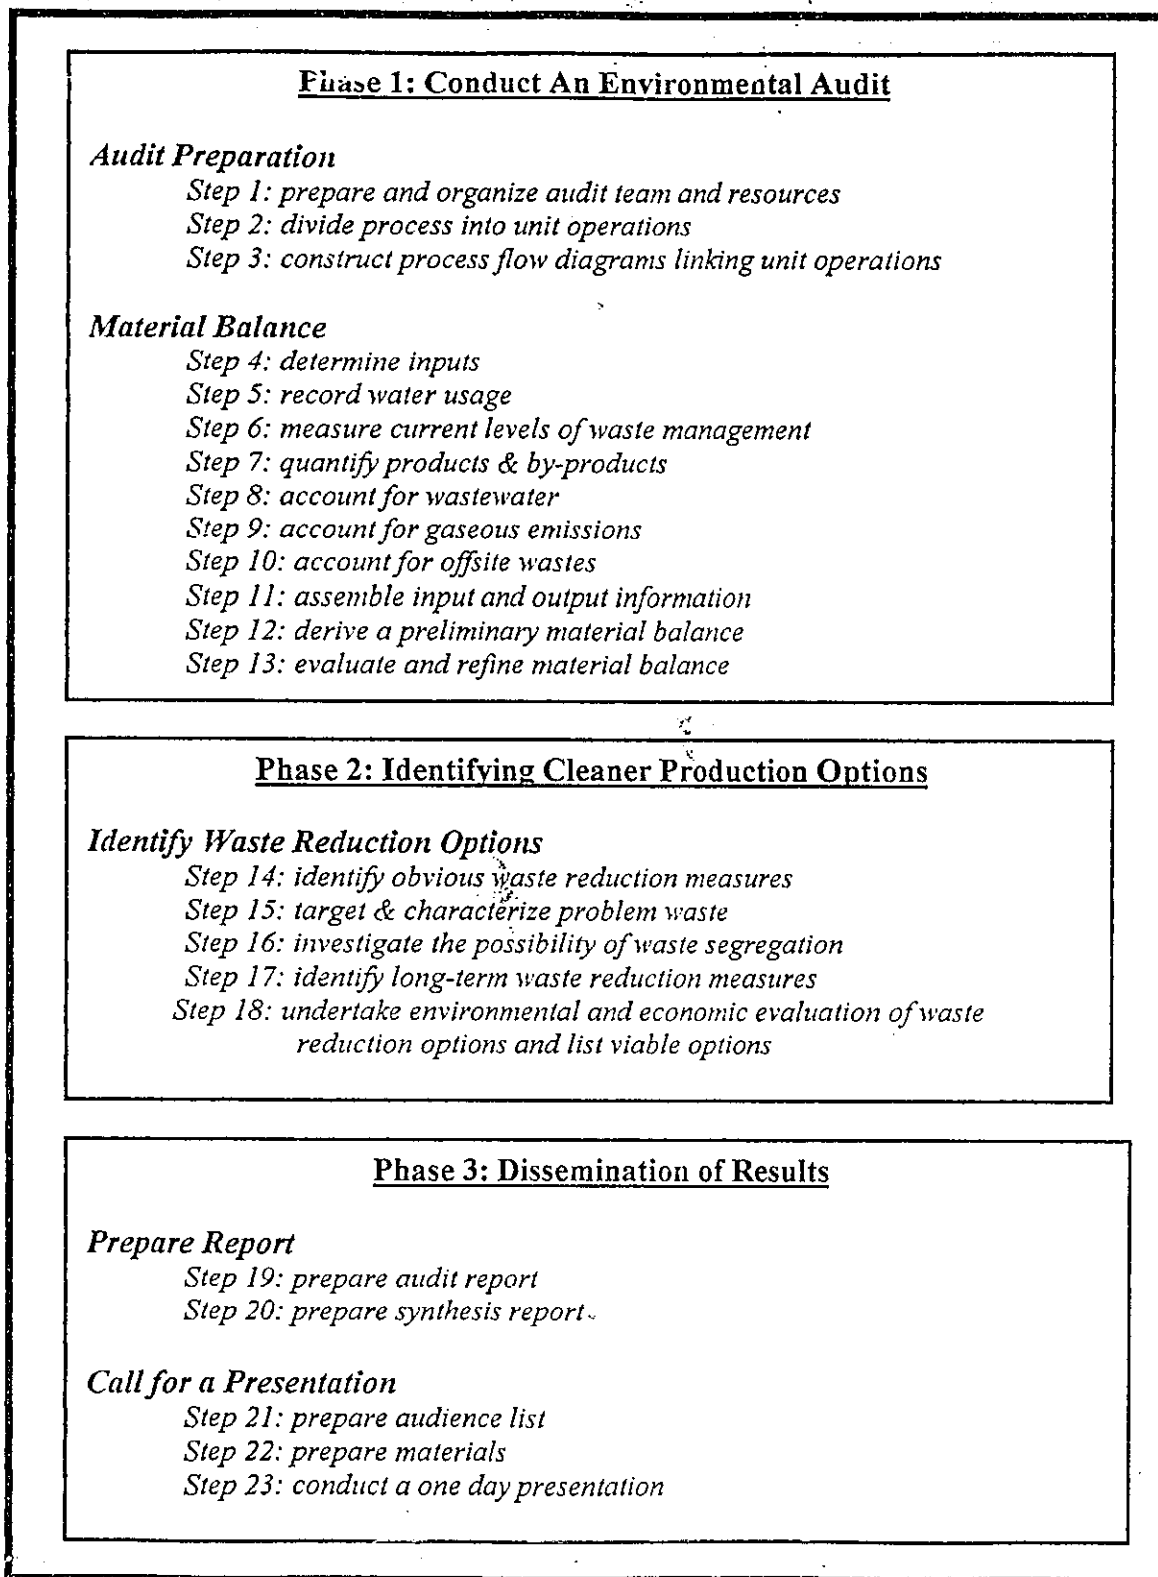 Phase 1: Conduct An Environmental Audit
Audit Preparation
Step 1: prepare and organize audit team and resources
Step 2: divide process into unit operations
Step 3: construct process flow diagrams linking unit operations
Material Balance
Step 4: determine inputs
Step 5: record water usage
Step 6: measure current levels of waste management
Step 7: quantify products & by-products
Step 8: account for wastewater
Step 9: account for gaseous emissions
Step 10: account for offsite wastes
Step 11: assemble input and output information
Step 12: derive a preliminary material balance
Step 13: evaluate and refine material balance
Phase 2: Identifying Cleaner Production Options
Identify Waste Reduction Options
Step 14: identify obvious waste reduction measures
Step 15: target & characterize problem waste
Step 16: investigate the possibility of waste segregation
Step 17: identify long-term waste reduction measures
Step 18: undertake environmental and economic evaluation of waste
reduction options and list viable options
Phase 3: Dissemination of Results
Prepare Report
Step 19: prepare audit report
Step 20: prepare synthesis report
Call for a Presentation
Step 21: prepare audience list
Step 22: prepare materials
Step 23: conduct a one day presentation